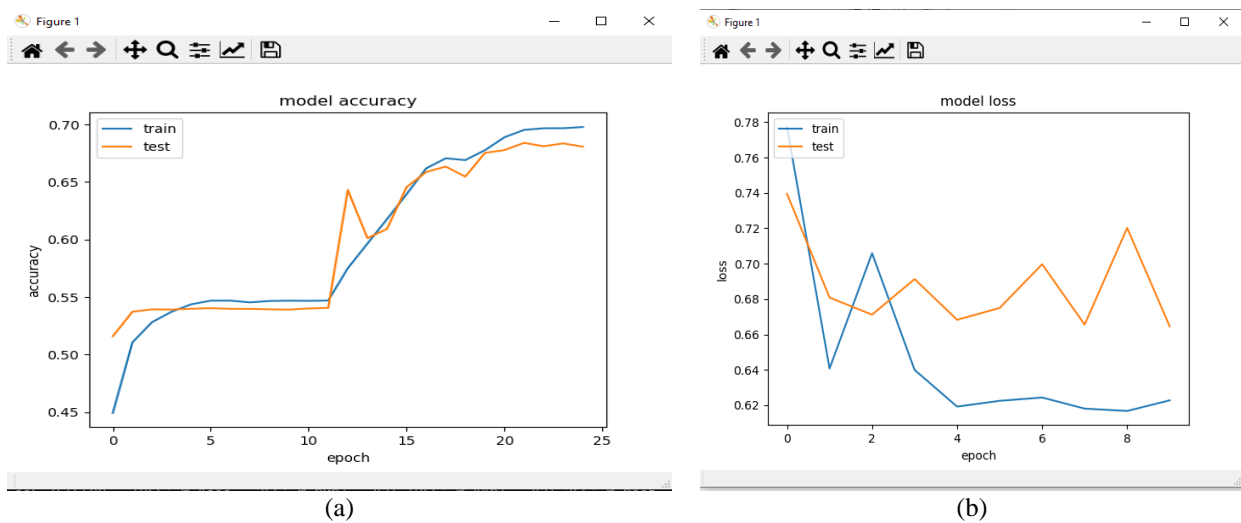 Figure 1
model accuracy
train
test
0.70
0.65
0.60
0.55
0.50
0.45
accuracy
0 5 10 15 20 25
epoch
(a)
Figure 1
model loss
train
test
0.78
0.76
0.74
0.72
0.70
0.68
0.66
0.64
0.62
loss
0 2 4 6 8
epoch
(b)